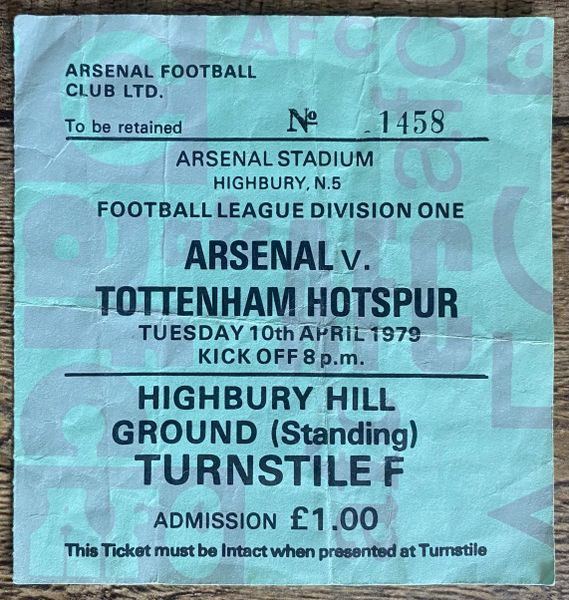 ARSENAL FOOTBALL
CLUB LTD.
To be retained Nº 1458
ARSENAL STADIUM
HIGHBURY, N.5
FOOTBALL LEAGUE DIVISION ONE
ARSENAL v.
TOTTENHAM HOTSPUR
TUESDAY 10th APRIL 1979
KICK OFF 8 p.m.
HIGHBURY HILL
GROUND (Standing)
TURNSTILE F
ADMISSION £1.00
This Ticket must be Intact when presented at Turnstile